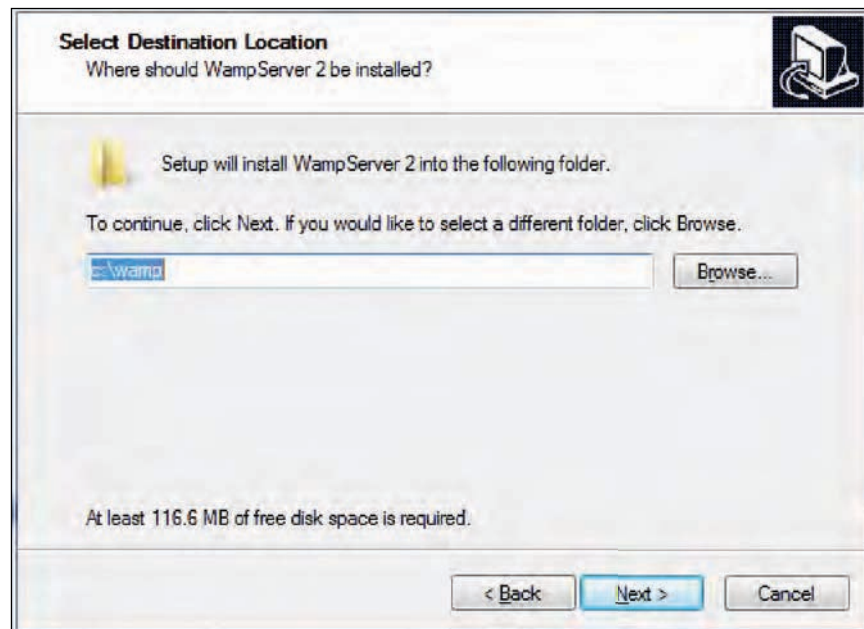 Select Destination Location
Where should WampServer 2 be installed?
Setup will install WampServer 2 into the following folder.
To continue, click Next. If you would like to select a different folder, click Browse.
c:\wamp
Browse...
At least 116.6 MB of free disk space is required.
< Back
Next >
Cancel